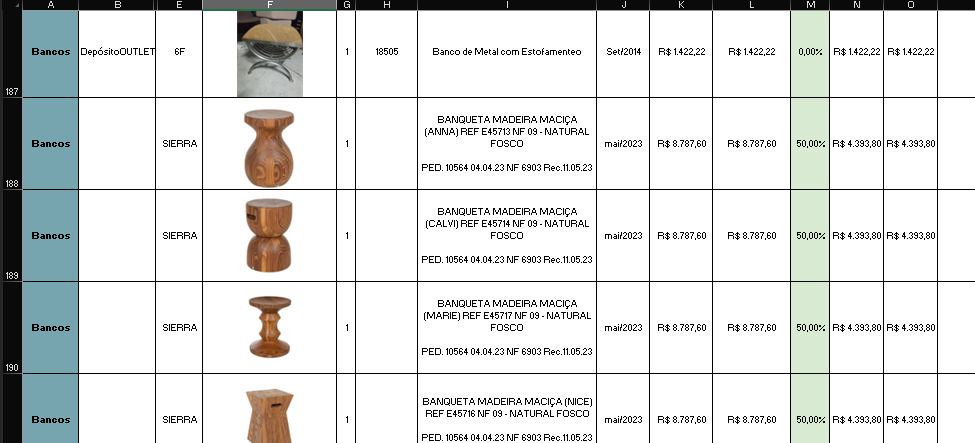 A B E F G H I J K L M N O
187 Bancos DepósitoOUTLET 6F 1 18505 Banco de Metal com Estofamenteo Set/2014 R$ 1.422,22 R$ 1.422,22 0,00% R$ 1.422,22 R$ 1.422,22
188 Bancos SIERRA 1
BANQUETA MADEIRA MACIÇA
(ANNA) REF E45713 NF 09 - NATURAL
FOSCO
PED. 10564 04.04.23 NF 6903 Rec.11.05.23
mai/2023 R$ 8.787,60 R$ 8.787,60 50,00% R$ 4.393,80 R$ 4.393,80
189 Bancos SIERRA 1
BANQUETA MADEIRA MACIÇA
(CALVI) REF E45714 NF 09 - NATURAL
FOSCO
PED. 10564 04.04.23 NF 6903 Rec.11.05.23
mai/2023 R$ 8.787,60 R$ 8.787,60 50,00% R$ 4.393,80 R$ 4.393,80
190 Bancos SIERRA 1
BANQUETA MADEIRA MACIÇA
(MARIE) REF E45717 NF 09 - NATURAL
FOSCO
PED. 10564 04.04.23 NF 6903 Rec.11.05.23
mai/2023 R$ 8.787,60 R$ 8.787,60 50,00% R$ 4.393,80 R$ 4.393,80
Bancos SIERRA 1
BANQUETA MADEIRA MACIÇA (NICE)
REF E45716 NF 09 - NATURAL FOSCO
PED. 10564 04.04.23 NF 6903 Rec.11.05.23
mai/2023 R$ 8.787,60 R$ 8.787,60 50,00% R$ 4.393,80 R$ 4.393,80